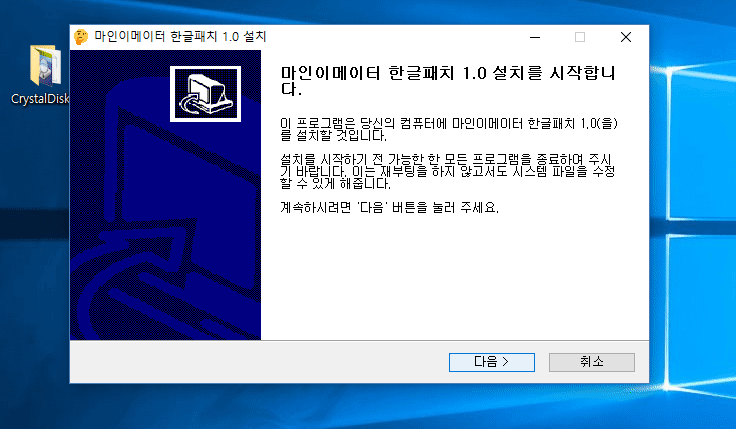 마인이메이터 한글패치 1.0 설치
CrystalDisk
마인이메이터 한글패치 1.0 설치를 시작합니
다.
이 프로그램은 당신의 컴퓨터에 마인이메이터 한글패치 1.0(을)
를 설치할 것입니다.
설치를 시작하기 전 가능한 한 모든 프로그램을 종료하여 주시
기 바랍니다. 이는 재부팅을 하지 않고서도 시스템 파일을 수정
할 수 있게 해줍니다.
계속하시려면 '다음' 버튼을 눌러 주세요.
다음 >
취소